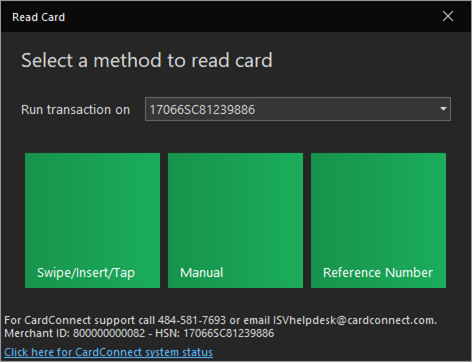 Read Card
Select a method to read card
Run transaction on 17066SC81239886
Swipe/Insert/Tap Manual Reference Number
For CardConnect support call 484-581-7693 or email ISVhelpdesk@cardconnect.com.
Merchant ID: 800000000082 - HSN: 17066SC81239886
Click here for CardConnect system status